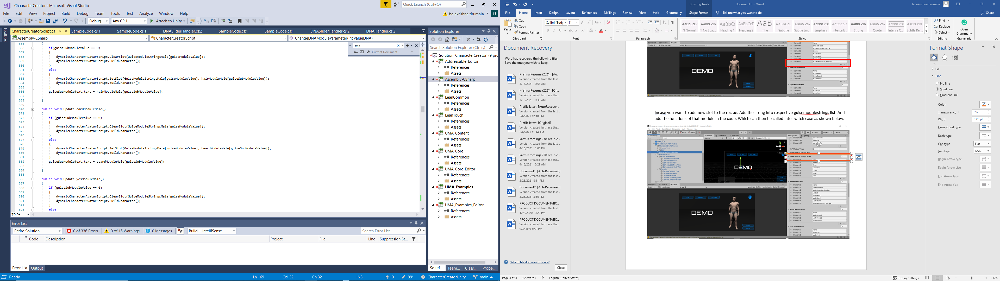 ChaaracterCreator - Microsoft Visual Studio
Quick Launch (Ctrl+Q)
File Edit View Project Build Debug Team Tools Test Analyze Window Help
balakrishna tirumala BT
Debug Any CPU Attach to Unity
Toolbox
CharacterCreatorScript.cs SampleCode.cs:1 SampleCode.cs:1 DNASliderHandler.cs:2 SampleCode.cs:1 SampleCode.cs:1 DNASliderHandler.cs:2 DNAHandler.cs:2
Assembly-CSharp CharacterCreatorScript ChangeDNAModuleParameter(int valueDNA)
tmp
Aa Current Document
355 {
356 if(guiseSubModuleValue == 0)
357 {
358 dynamicCharacterAvatarScript.ClearSlot(GuiseModuleStringsMale[guiseModuleValue]);
359 dynamicCharacterAvatarScript.BuildCharacter();
360 }
361 else
362 {
363 dynamicCharacterAvatarScript.SetSlot(GuiseModuleStringsMale[guiseModuleValue], hairModuleMale[guiseSubModuleValue]);
364 dynamicCharacterAvatarScript.BuildCharacter();
365 }
366 guiseSubModuleText.text = hairModuleMale[guiseSubModuleValue];
367
368 }
369
370 public void UpdateBeardModuleMale()
371 {
372 if (guiseSubModuleValue == 0)
373 {
374 dynamicCharacterAvatarScript.ClearSlot(GuiseModuleStringsMale[guiseModuleValue]);
375 dynamicCharacterAvatarScript.BuildCharacter();
376 }
377 else
378 {
379 dynamicCharacterAvatarScript.SetSlot(GuiseModuleStringsMale[guiseModuleValue], beardModuleMale[guiseSubModuleValue]);
380 dynamicCharacterAvatarScript.BuildCharacter();
381 }
382 guiseSubModuleText.text = beardModuleMale[guiseSubModuleValue];
383
384 }
385
386 public void UpdateEyesModuleMale()
387 {
388 if (guiseSubModuleValue == 0)
389 {
390 dynamicCharacterAvatarScript.ClearSlot(GuiseModuleStringsMale[guiseModuleValue]);
391 dynamicCharacterAvatarScript.BuildCharacter();
392 }
393 else
79 %
Error List
Entire Solution 0 of 336 Errors 0 of 15 Warnings 0 Messages Build + IntelliSense Search Error List
Code Description Project File Line Suppression St...
Error List Output
Ready Ln 169 Col 32 Ch 32 INS 0 99* CharacterCreatorUnity main
Solution Explorer
Search Solution Explorer (Ctrl+;)
Solution 'ChaaracterCreator' (9 prc
Addressable_Editor
References
Assets
Assembly-CSharp
References
Assets
LeanCommon
References
Assets
LeanTouch
References
Assets
UMA_Content
References
Assets
UMA_Core
References
Assets
UMA_Core_Editor
References
Assets
UMA_Examples
References
Assets
UMA_Examples_Editor
References
Assets
Soluti... Team... Class... Prope...
Drawing Tools Document1 - Word balakrishna tirumala
File Home Insert Design Layout References Mailings Review View Help Grammarly Shape Format Tell me what you want to do Share
Paste Cut Copy Format Painter
Clipboard
Calibri (Body) 11
Font
Paragraph
¶ Normal ¶ No Spac... Heading 1 Heading 2 Title Subtitle Subtle Em... Emphasis Intense E... Strong Quote Intense Q... Subtle Ref...
Styles
Find Replace Select
Editing
Open Grammarly
Grammarly
Document Recovery
Word has recovered the following files.
Save the ones you wish to keep.
Krishna Resume (2021) [Au...
Version created from the last...
3/15/2021 10:58 AM
Krishna Resume (2021) [Ori...
Version created last time the...
3/15/2021 10:30 AM
Profile latest [AutoRecover...
Version created from the last...
5/6/2021 12:10 PM
Profile latest [Original]
Version created last time the...
5/6/2021 11:44 AM
karthik roofings 250 kva b c...
Version created from the last...
4/16/2021 11:03 PM
karthik roofings 250 kva b c...
Version created last time the...
4/16/2021 10:29 AM
Document1 [AutoRecovered]
Version created from the last...
3/26/2021 8:11 PM
Document2 [AutoRecovered]
Version created from the last...
3/26/2021 8:36 PM
PRODUCT DOCUMENTATIO...
Version created last time the...
12/8/2020 12:29 PM
PRODUCT DOCUMENTATIO...
Version created last time the...
9/4/2019 4:52 PM
Which file do I want to save?
Close
DEMO
- Incase you want to add new slot to the recipe. Add the string into respective guisemodulestrings list. And
add the functions of that module in the code. Which can then be called into switch case as shown below.
DEMO
DEMO
Format Shape
Fill
Line
No line
Solid line
Gradient line
Color
Transparency 0%
Width 0.25 pt
Compound type
Dash type
Cap type Flat
Join type Miter
Begin Arrow type
Begin Arrow size
End Arrow type
End Arrow size
Page 4 of 4 365 words English (United States) Display Settings 117%